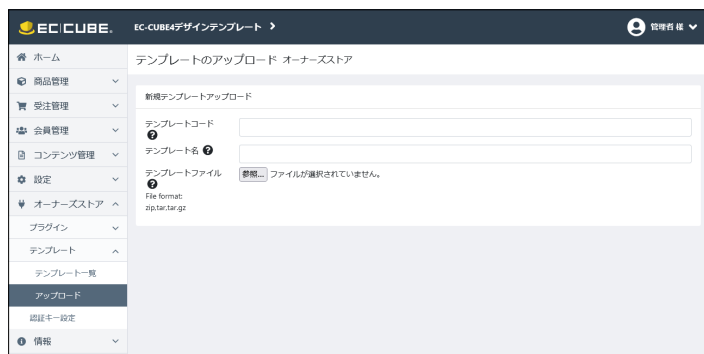 EC CUBE®
EC-CUBE4デザインテンプレート
管理者 様
ホーム
商品管理
受注管理
会員管理
コンテンツ管理
設定
オーナーズストア
プラグイン
テンプレート
テンプレート一覧
アップロード
認証キー設定
情報
テンプレートのアップロード オーナーズストア
新規テンプレートアップロード
テンプレートコード
テンプレート名
テンプレートファイル
参照... ファイルが選択されていません。
File format:
zip,tar,tar.gz